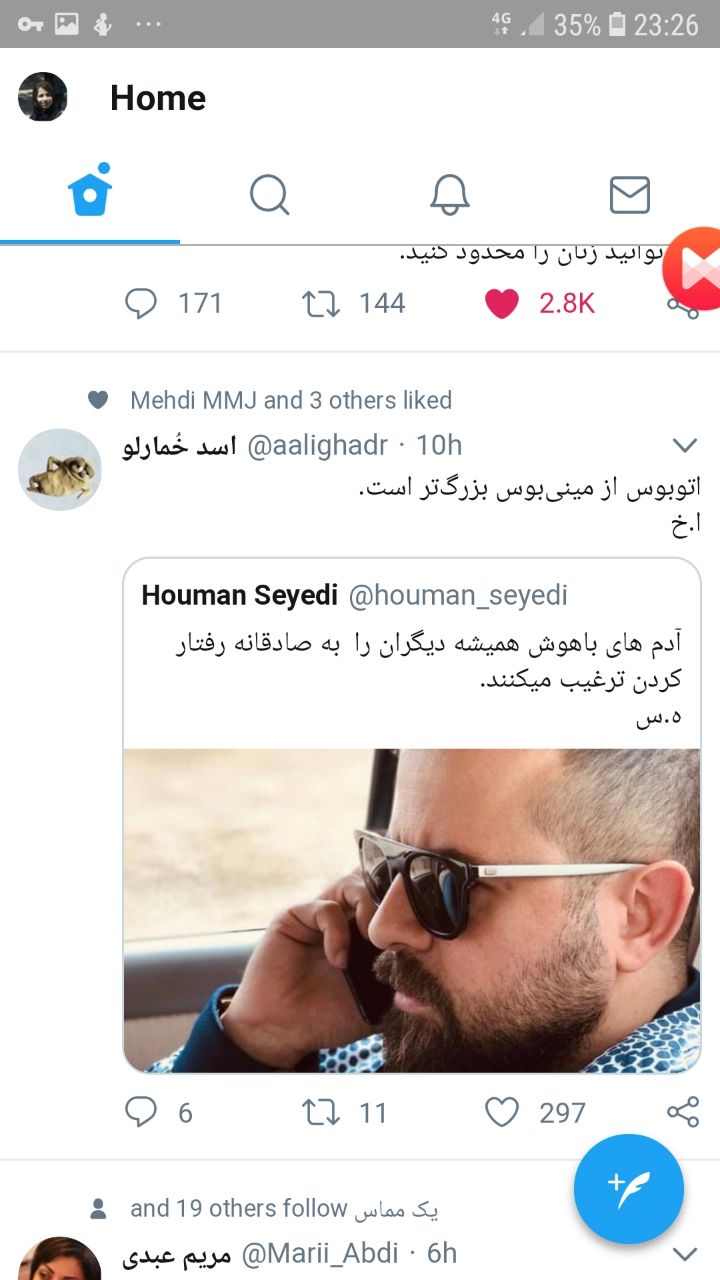 4G 35% 23:26
Home
توانید زنان را محدود کنید.
171 144 2.8K
Mehdi MMJ and 3 others liked
اسد خُمارلو @aalighadr · 10h
اتوبوس از مینی‌بوس بزرگ‌تر است.
ا.خ
Houman Seyedi @houman_seyedi
آدم های باهوش همیشه دیگران را به صادقانه رفتار
کردن ترغیب میکنند.
ه.س
6 11 297
یک مماس and 19 others follow
مریم عبدی @Marii_Abdi · 6h